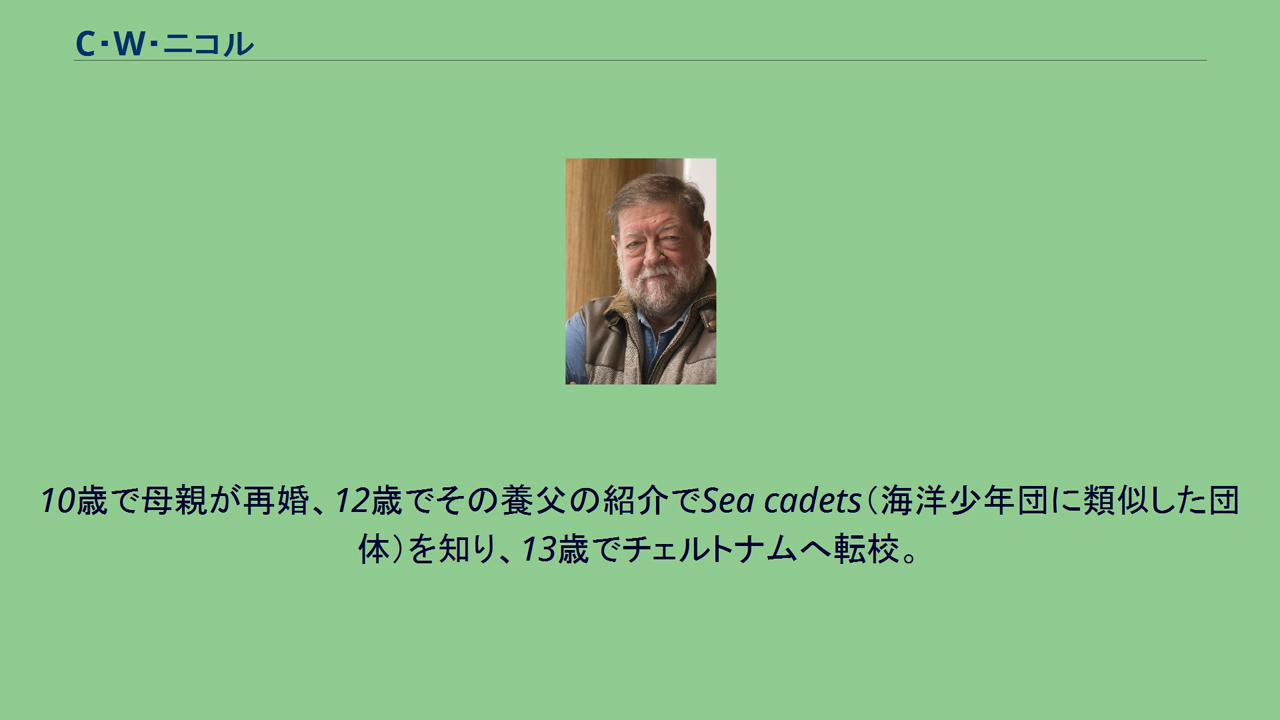 C・W・ニコル
10歳で母親が再婚、12歳でその養父の紹介でSea cadets（海洋少年団に類似した団
体）を知り、13歳でチェルトナムへ転校。